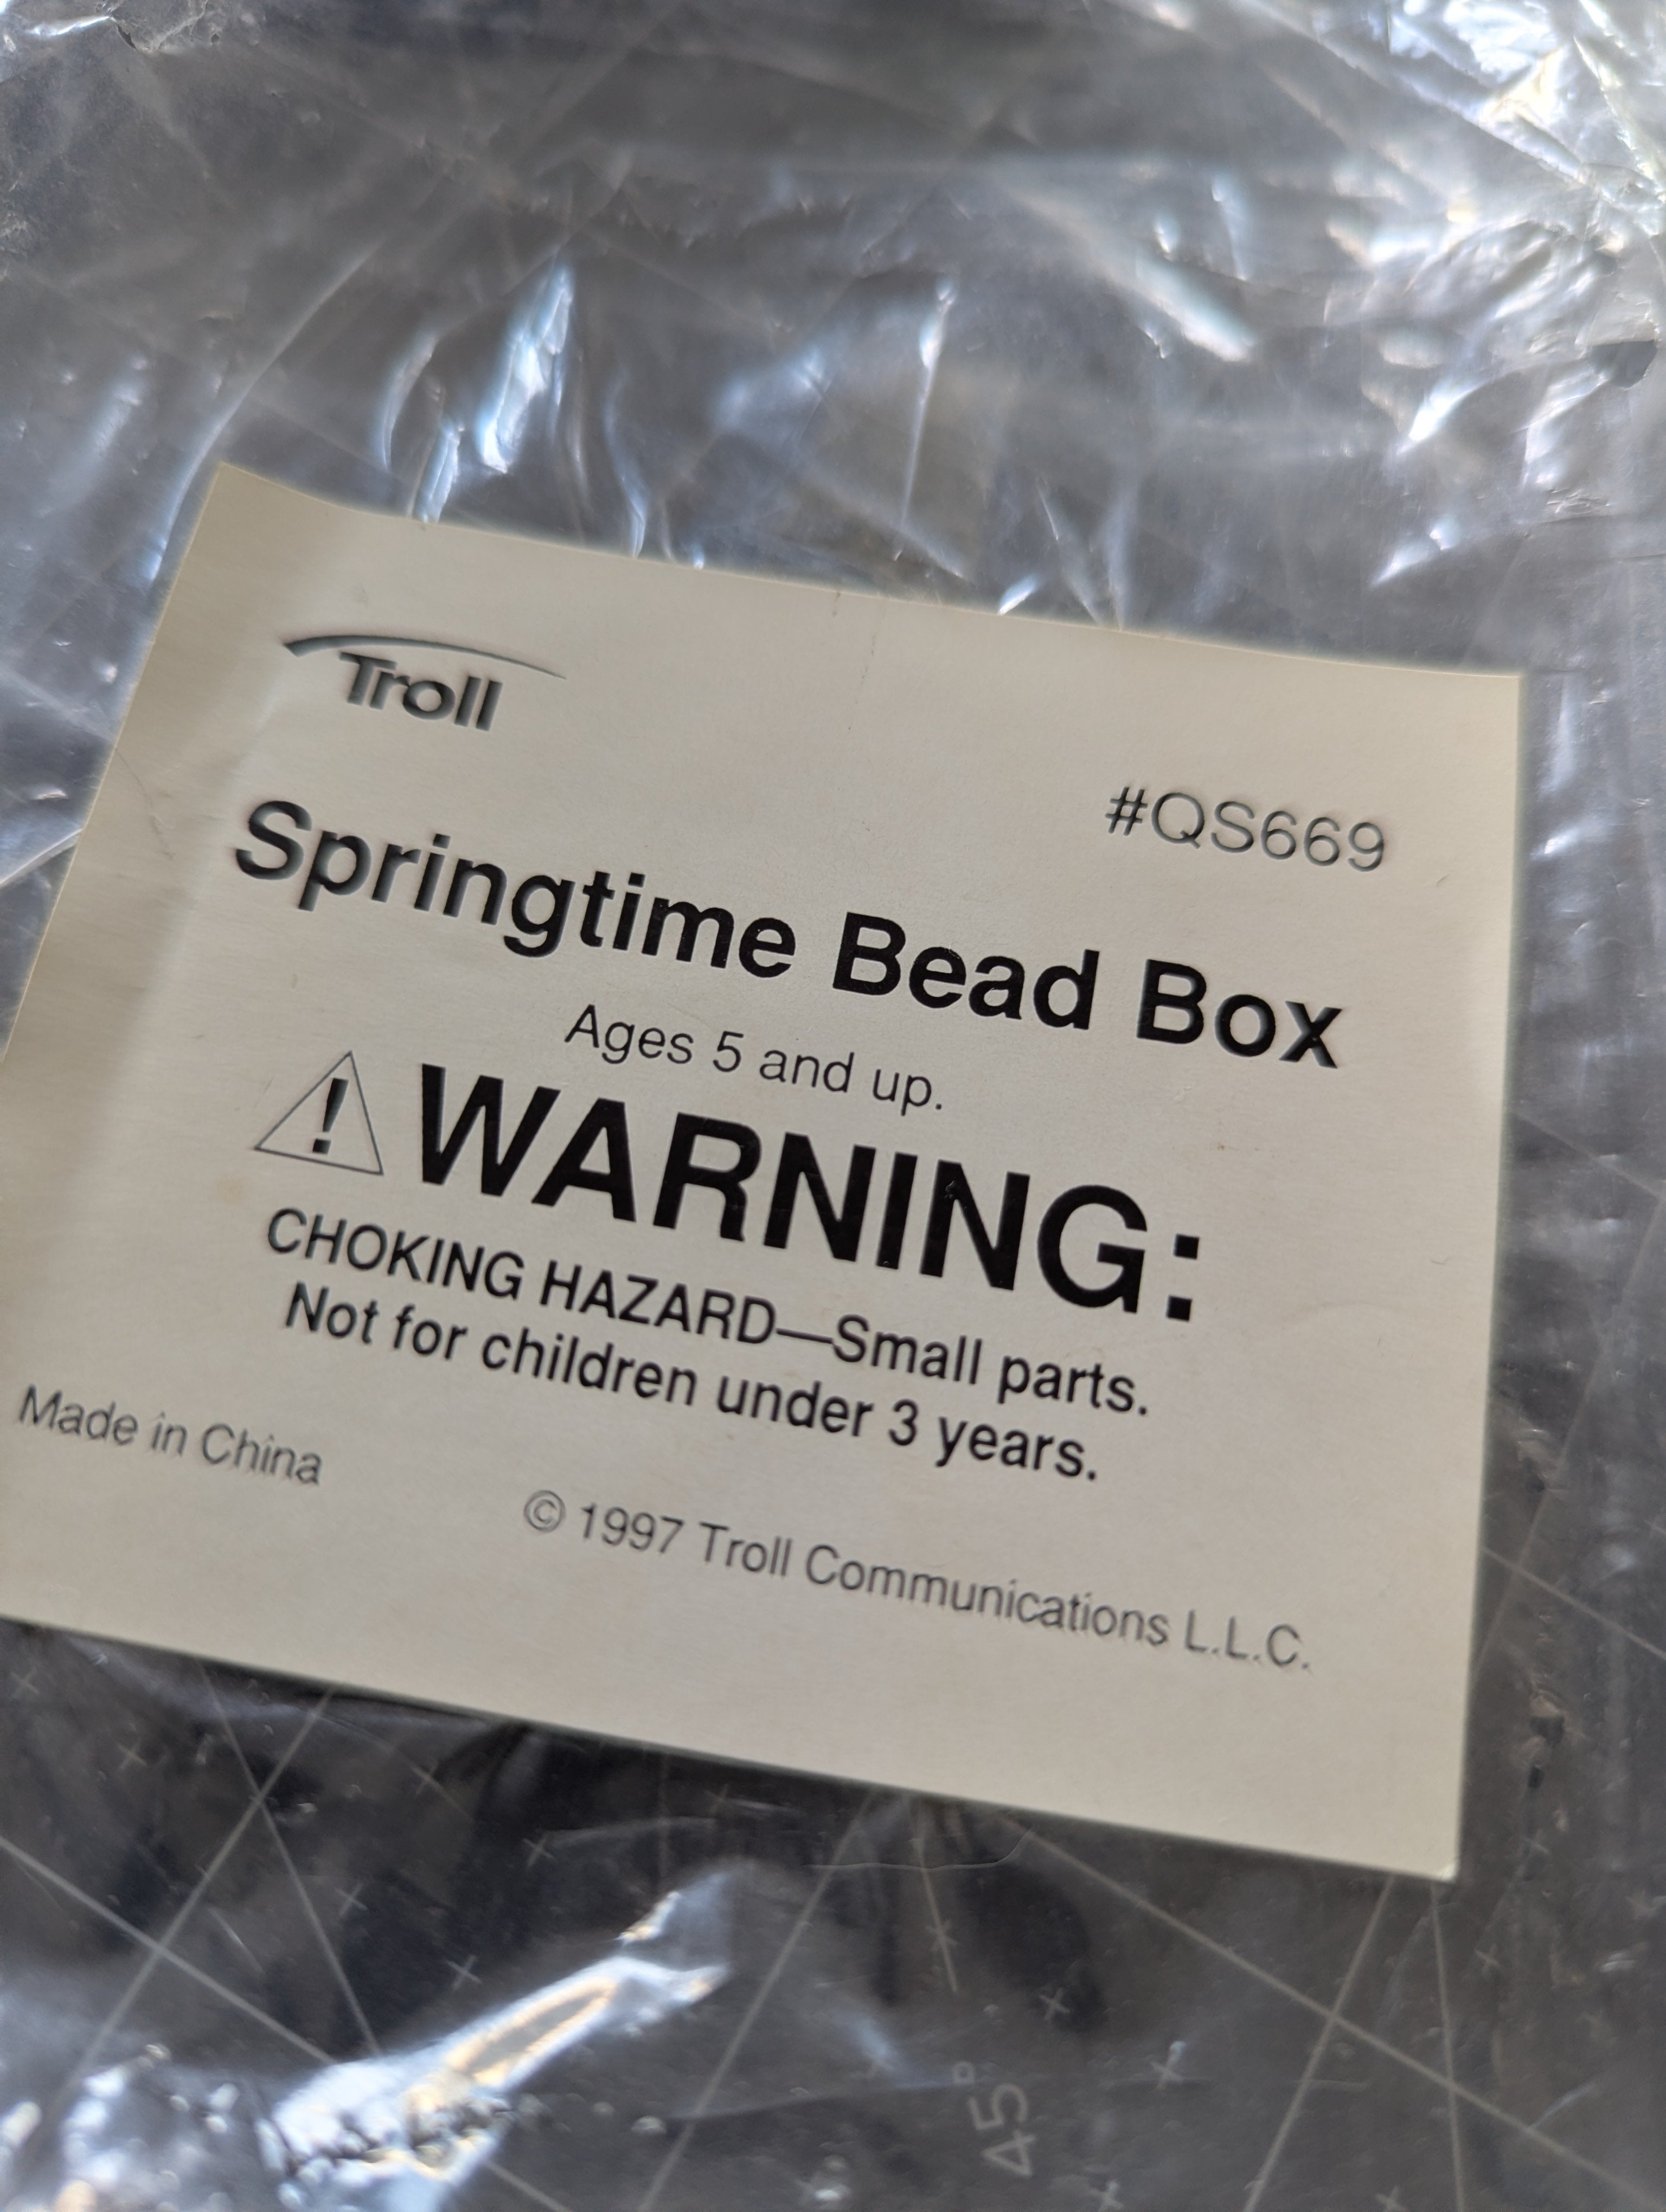 Troll
#QS669
Springtime Bead Box
Ages 5 and up.
! WARNING:
CHOKING HAZARD—Small parts.
Not for children under 3 years.
Made in China
© 1997 Troll Communications L.L.C.
45°